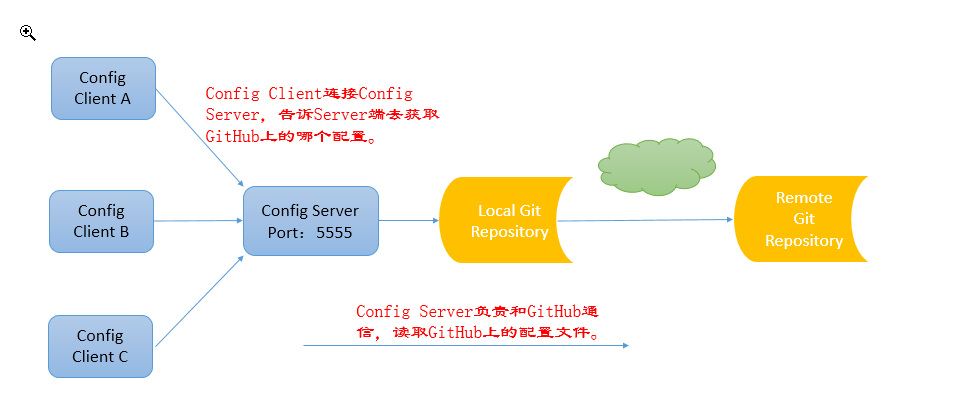 Config
Client A
Config Client连接Config
Server，告诉Server端去获取
GitHub上的哪个配置。
Config
Client B
Config Server
Port：5555
Local Git
Repository
Remote
Git
Repository
Config
Client C
Config Server负责和GitHub通
信，读取GitHub上的配置文件。